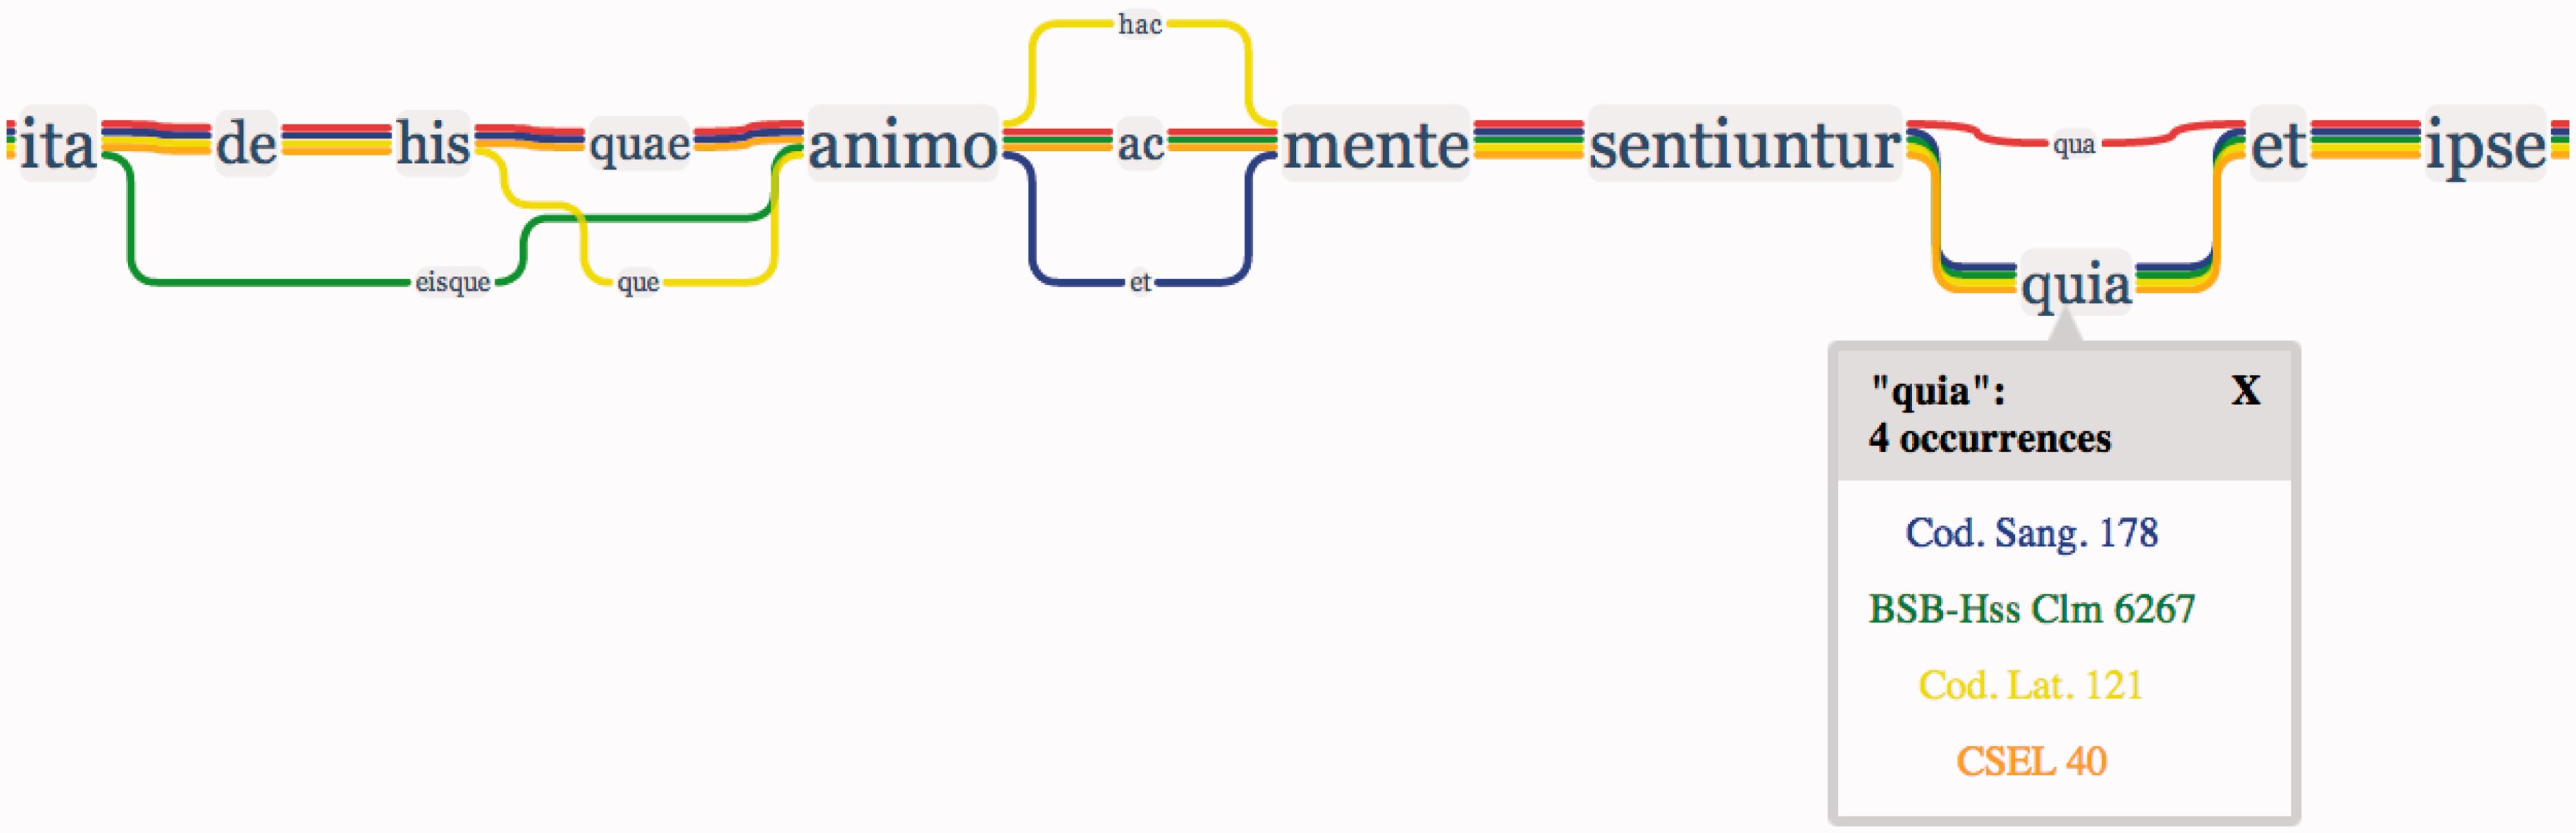 hac
ita de his quae animo ac mente sentiuntur qua et ipse
eisque que et quia
"quia": X
4 occurrences
Cod. Sang. 178
BSB-Hss Clm 6267
Cod. Lat. 121
CSEL 40